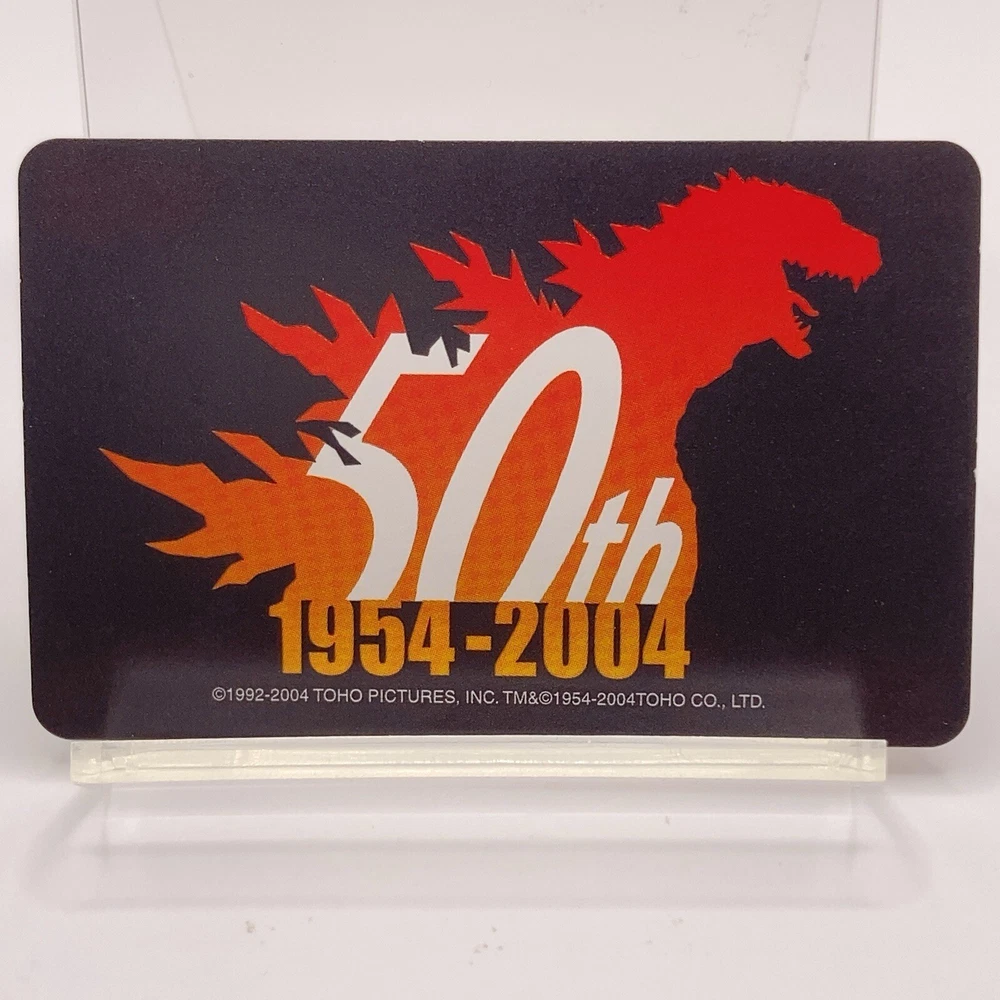 50th
1954-2004
©1992-2004 TOHO PICTURES, INC. TM&©1954-2004TOHO CO., LTD.